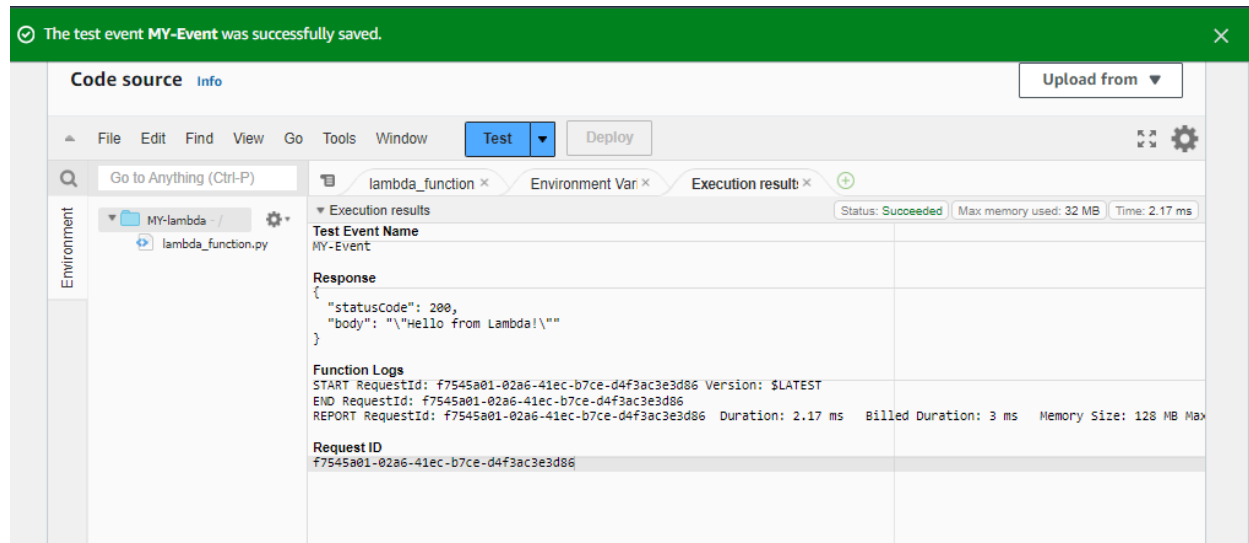 The test event MY-Event was successfully saved.
Code source Info
Upload from
File Edit Find View Go Tools Window Test Deploy
Go to Anything (Ctrl-P)
lambda_function Environment Vari Execution results
Environment
MY-lambda - /
lambda_function.py
Execution results
Status: Succeeded Max memory used: 32 MB Time: 2.17 ms
Test Event Name
MY-Event
Response
{
"statusCode": 200,
"body": "\"Hello from Lambda!\""
}
Function Logs
START RequestId: f7545a01-02a6-41ec-b7ce-d4f3ac3e3d86 Version: $LATEST
END RequestId: f7545a01-02a6-41ec-b7ce-d4f3ac3e3d86
REPORT RequestId: f7545a01-02a6-41ec-b7ce-d4f3ac3e3d86 Duration: 2.17 ms Billed Duration: 3 ms Memory Size: 128 MB Max
Request ID
f7545a01-02a6-41ec-b7ce-d4f3ac3e3d86